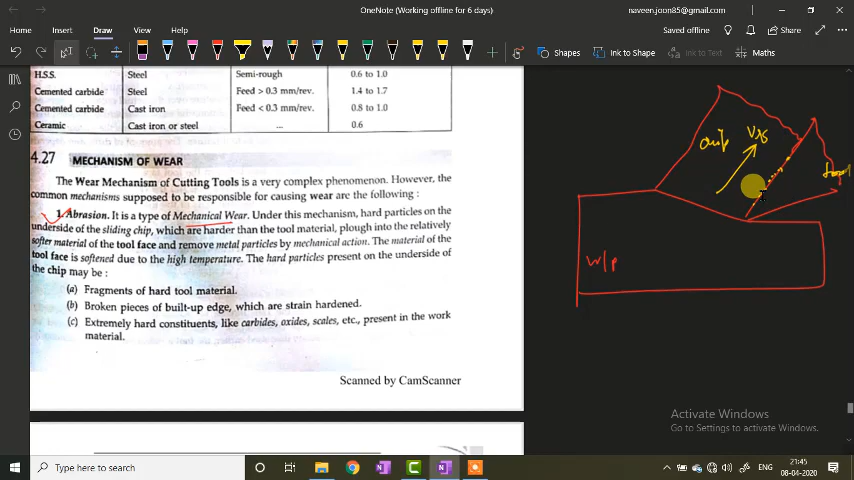 OneNote (Working offline for 6 days)
naveen.joon85@gmail.com
Home Insert Draw View Help Saved offline Share
Shapes Ink to Shape Ink to Text Maths
H.S.S. Steel Semi-rough 0.6 to 1.0
Cemented carbide Steel Feed > 0.3 mm/rev. 1.4 to 1.7
Cemented carbide Cast iron Feed < 0.3 mm/rev. 0.8 to 1.0
Ceramic Cast iron or steel ... 0.6
4.27 MECHANISM OF WEAR
The Wear Mechanism of Cutting Tools is a very complex phenomenon. However, the
common mechanisms supposed to be responsible for causing wear are the following :
1. Abrasion. It is a type of Mechanical Wear. Under this mechanism, hard particles on the
underside of the sliding chip, which are harder than the tool material, plough into the relatively
softer material of the tool face and remove metal particles by mechanical action. The material of the
tool face is softened due to the high temperature. The hard particles present on the underside of
the chip may be :
(a) Fragments of hard tool material.
(b) Broken pieces of built-up edge, which are strain hardened.
(c) Extremely hard constituents, like carbides, oxides, scales, etc., present in the work
material.
Scanned by CamScanner
chip
tool
w/p
Activate Windows
Go to Settings to activate Windows.
Type here to search
ENG
21:45
08-04-2020